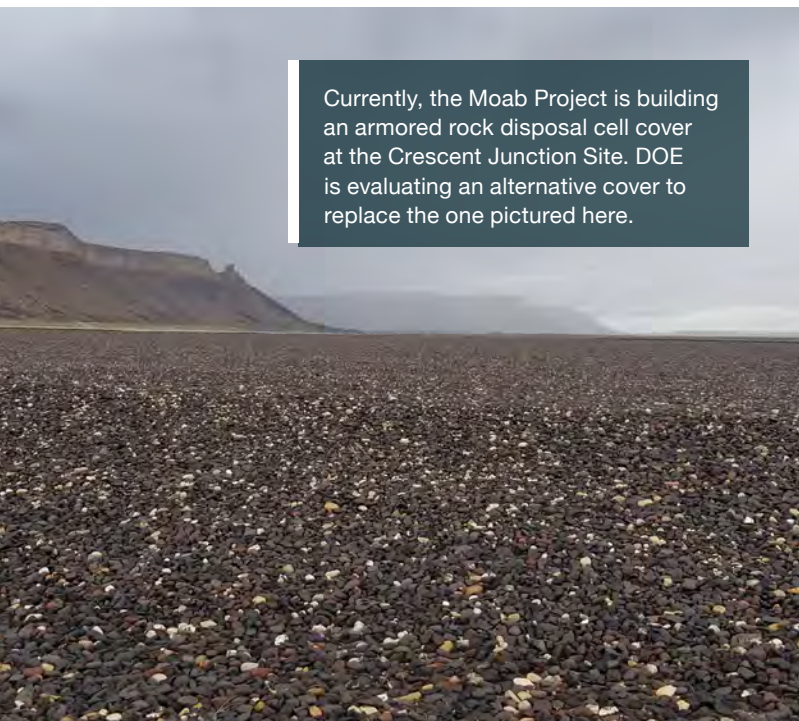 Currently, the Moab Project is building
an armored rock disposal cell cover
at the Crescent Junction Site. DOE
is evaluating an alternative cover to
replace the one pictured here.